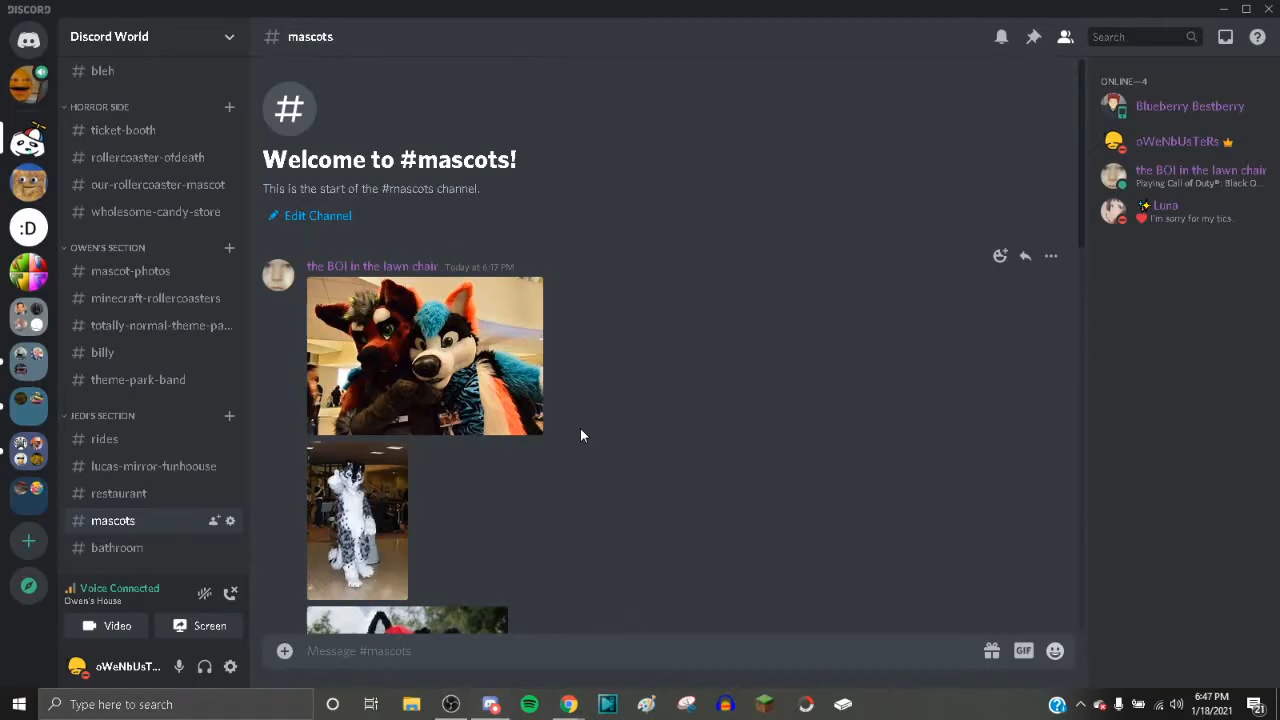 DISCORD
Discord World
bleh
HORROR SIDE
ticket-booth
rollercoaster-ofdeath
our-rollercoaster-mascot
wholesome-candy-store
:D
OWEN'S SECTION
mascot-photos
minecraft-rollercoasters
totally-normal-theme-pa...
billy
theme-park-band
JEDI'S SECTION
rides
lucas-mirror-funhouse
restaurant
mascots
bathroom
Voice Connected
Owen's House
Video
Screen
oWeNbUsT...
# mascots
Search
#
Welcome to #mascots!
This is the start of the #mascots channel.
Edit Channel
the BOI in the lawn chair Today at 6:17 PM
Message #mascots
GIF
ONLINE—4
Blueberry Bestberry
oWeNbUsTeRs
the BOI in the lawn chair
Playing Call of Duty®: Black O...
Luna
I'm sorry for my tics..
Type here to search
6:47 PM
1/18/2021